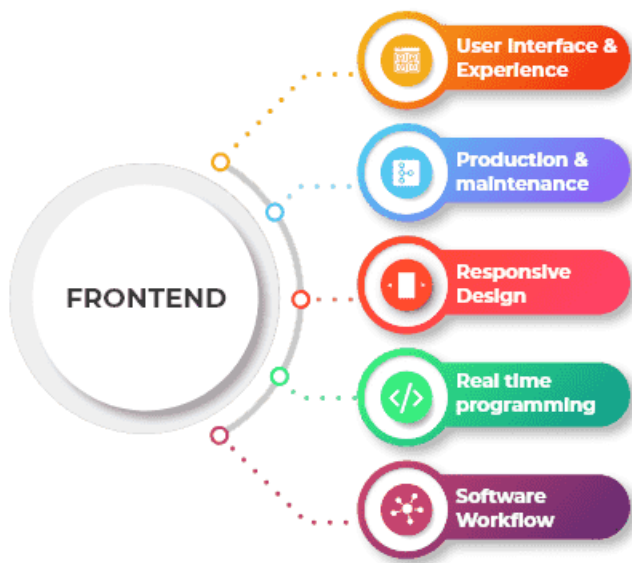 FRONTEND
User Interface &
Experience
Production &
maintenance
Responsive
Design
Real time
programming
Software
Workflow